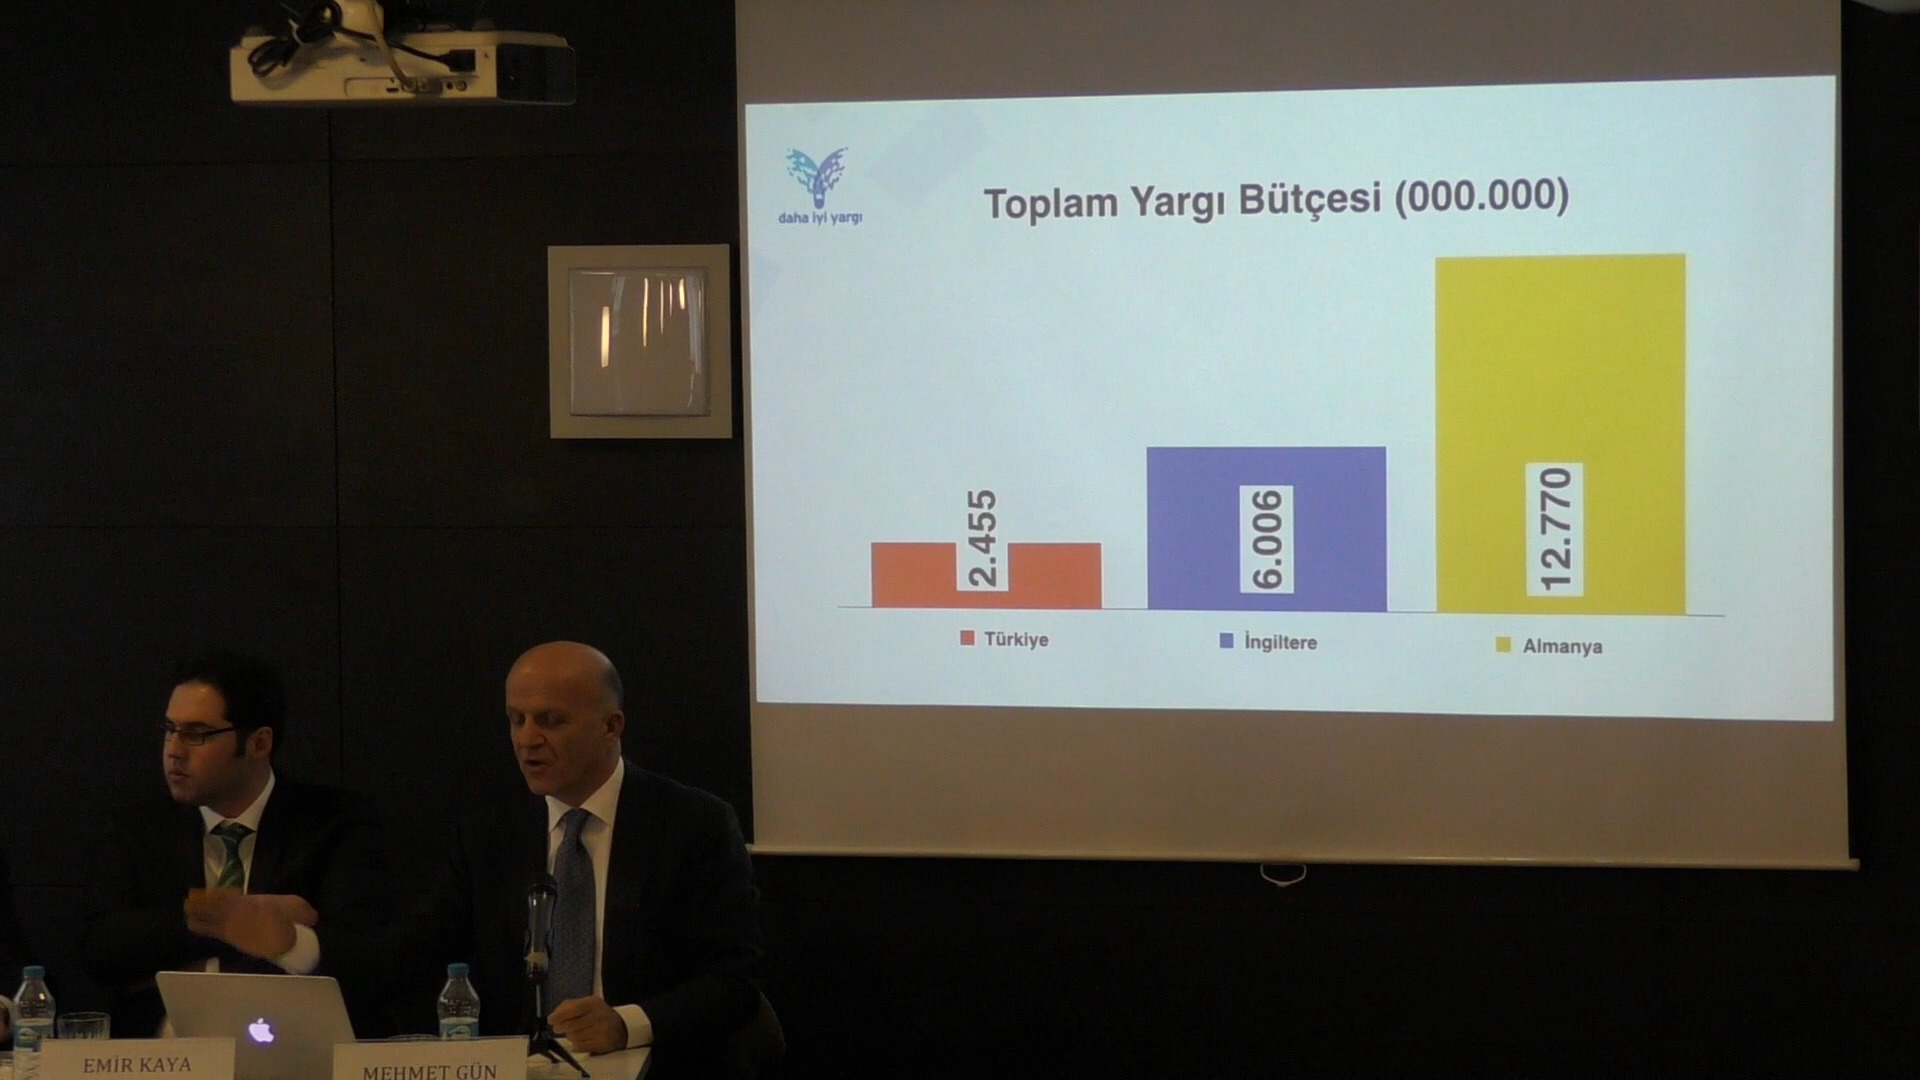 daha iyi yargı
Toplam Yargı Bütçesi (000.000)
2.455
6.006
12.770
Türkiye
İngiltere
Almanya
EMİR KAYA
MEHMET GÜN